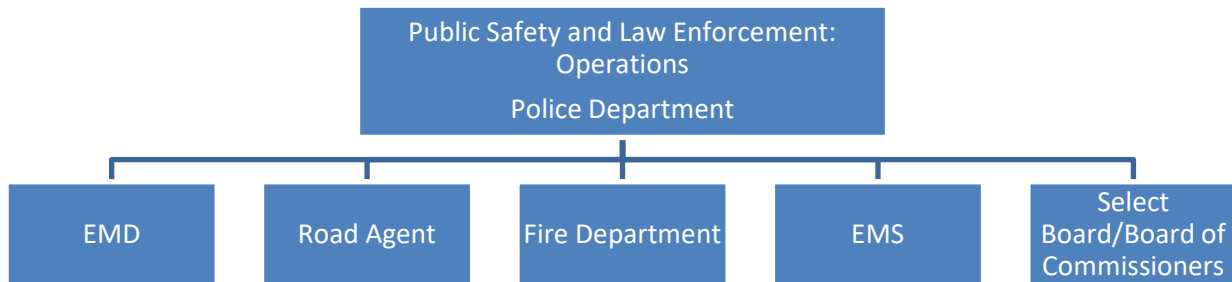 Public Safety and Law Enforcement:
Operations
Police Department
EMD
Road Agent
Fire Department
EMS
Select
Board/Board of
Commissioners